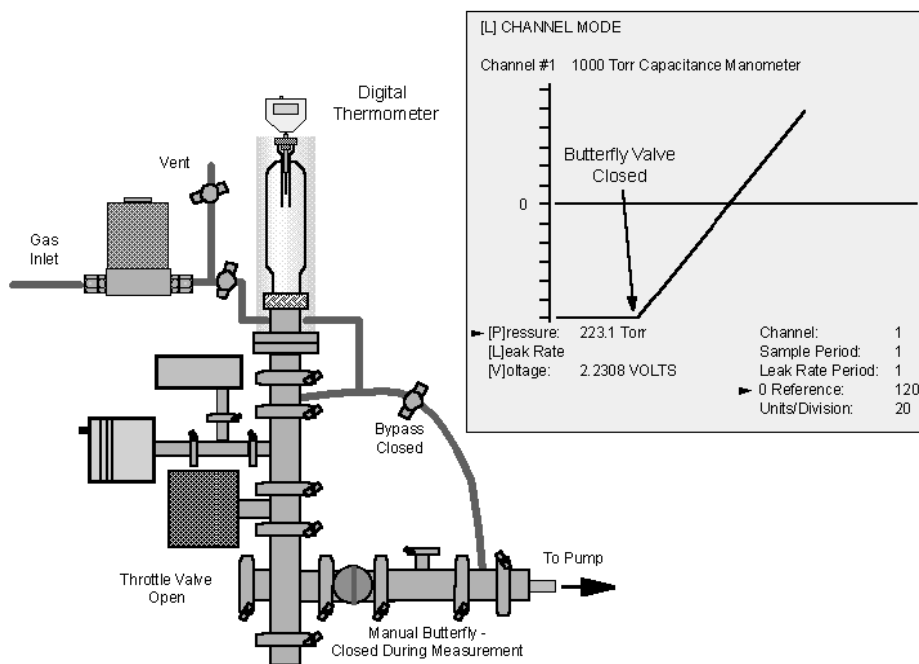 [L] CHANNEL MODE
Channel #1 1000 Torr Capacitance Manometer
Butterfly Valve
Closed
0
[P]ressure: 223.1 Torr
[L]eak Rate
[V]oltage: 2.2308 VOLTS
Channel: 1
Sample Period: 1
Leak Rate Period: 1
0 Reference: 120
Units/Division: 20
Digital
Thermometer
Vent
Gas
Inlet
Bypass
Closed
Throttle Valve
Open
To Pump
Manual Butterfly -
Closed During Measurement